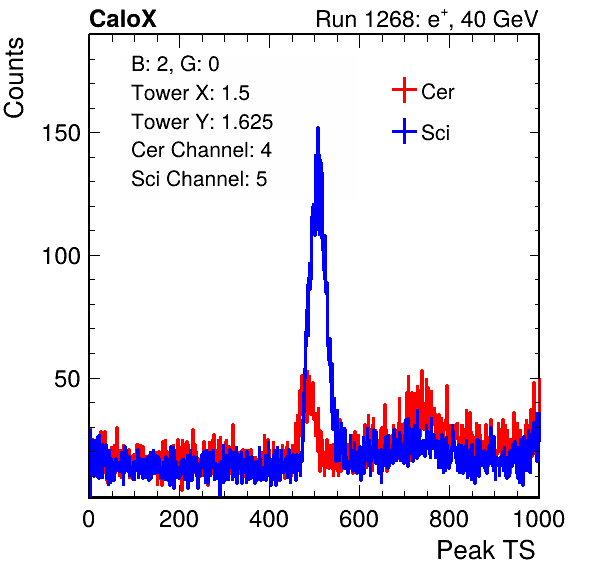 CaloX
Run 1268: e+, 40 GeV
Counts
B: 2, G: 0
Tower X: 1.5
Tower Y: 1.625
Cer Channel: 4
Sci Channel: 5
Cer
Sci
150
100
50
0
200
400
600
800
1000
Peak TS